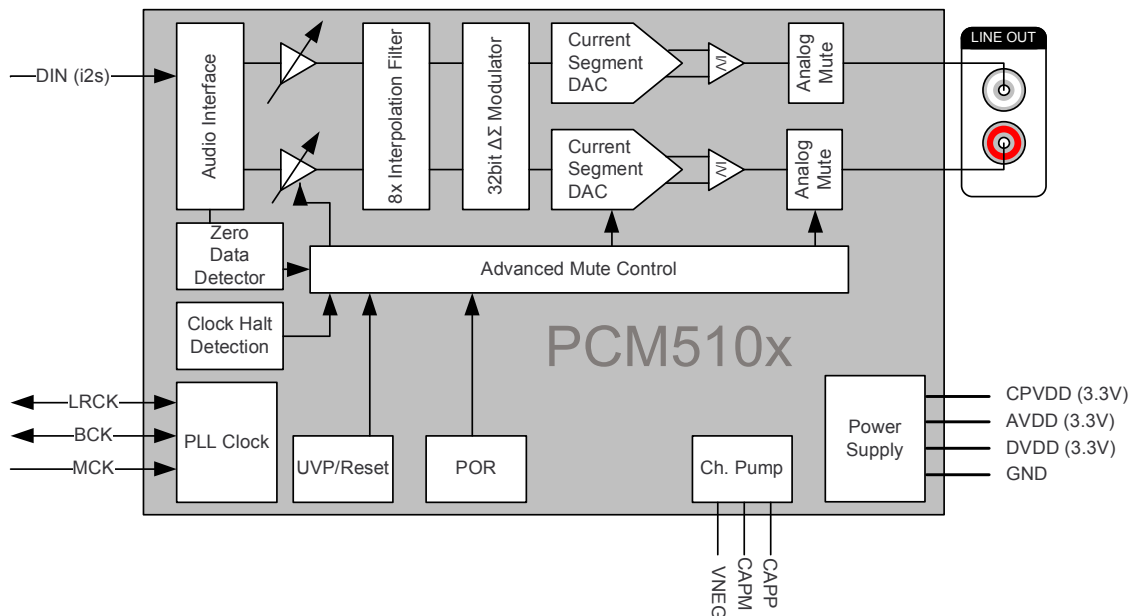 DIN (i2s)
Audio Interface
8x Interpolation Filter
32bit ΔΣ Modulator
Current
Segment
DAC
I/V
Analog
Mute
LINE OUT
Current
Segment
DAC
I/V
Analog
Mute
Zero
Data
Detector
Advanced Mute Control
Clock Halt
Detection
PCM510x
LRCK
BCK
MCK
PLL Clock
UVP/Reset
POR
Ch. Pump
Power
Supply
CPVDD (3.3V)
AVDD (3.3V)
DVDD (3.3V)
GND
VNEG
CAPM
CAPP